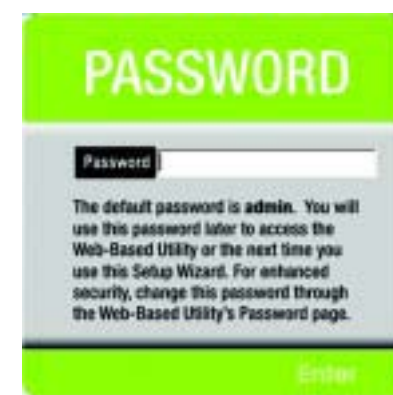 PASSWORD
Password
The default password is admin. You will
use this password later to access the
Web-Based Utility or the next time you
use this Setup Wizard. For enhanced
security, change this password through
the Web-Based Utility's Password page.
Enter